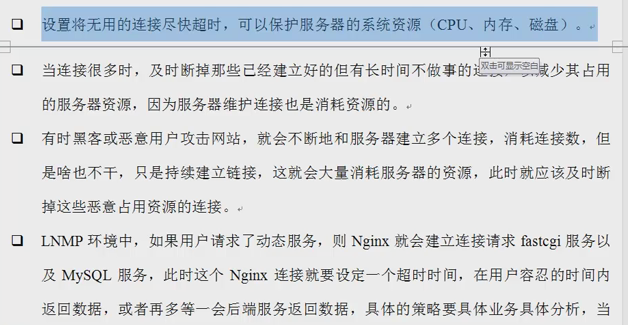 设置将无用的连接尽快超时，可以保护服务器的系统资源（CPU、内存、磁盘）。
双击可显示空白
当连接很多时，及时断掉那些已经建立好的但有长时间不做事的连接，以减少其占用
的服务器资源，因为服务器维护连接也是消耗资源的。
有时黑客或恶意用户攻击网站，就会不断地和服务器建立多个连接，消耗连接数，但
是啥也不干，只是持续建立链接，这就会大量消耗服务器的资源，此时就应该及时断
掉这些恶意占用资源的连接。
LNMP 环境中，如果用户请求了动态服务，则 Nginx 就会建立连接请求 fastcgi 服务以
及 MySQL 服务，此时这个 Nginx 连接就要设定一个超时时间，在用户容忍的时间内
返回数据，或者再多等一会后端服务返回数据，具体的策略要具体业务具体分析，当